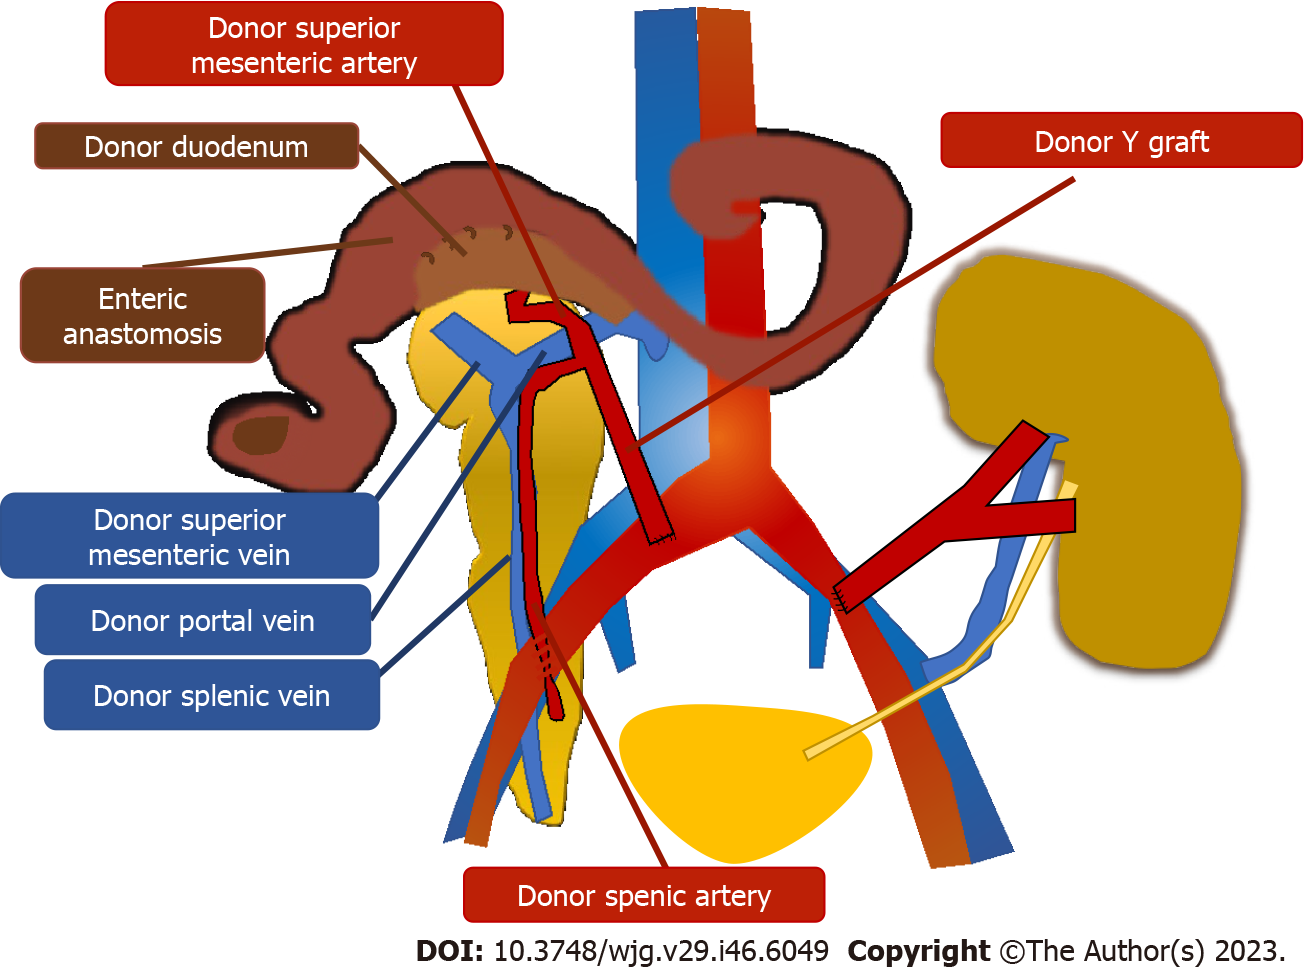 Donor superior
mesenteric artery
Donor duodenum
Donor Y graft
Enteric
anastomosis
Donor superior
mesenteric vein
Donor portal vein
Donor splenic vein
Donor spenic artery
DOI: 10.3748/wjg.v29.i46.6049 Copyright ©The Author(s) 2023.